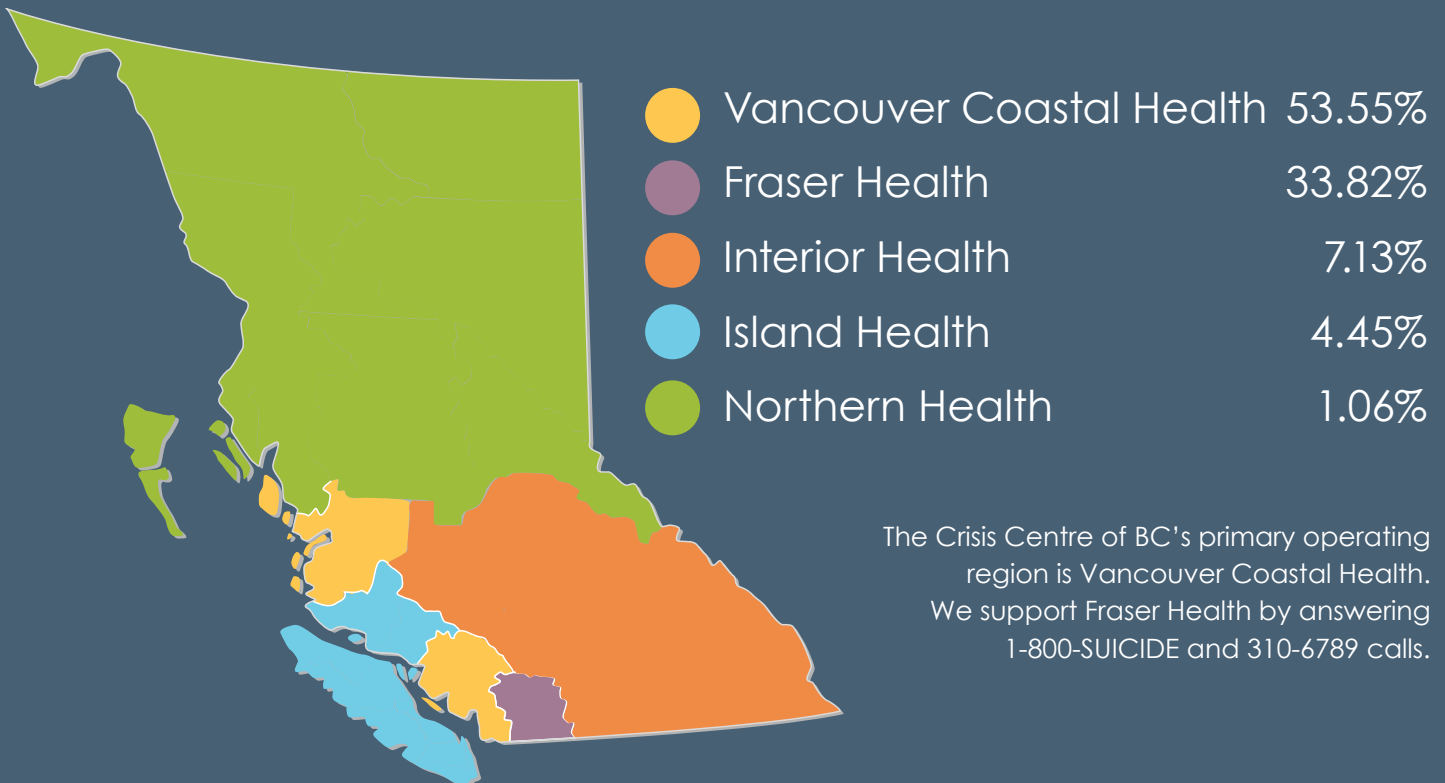 Vancouver Coastal Health 53.55%
Fraser Health 33.82%
Interior Health 7.13%
Island Health 4.45%
Northern Health 1.06%
The Crisis Centre of BC’s primary operating
region is Vancouver Coastal Health.
We support Fraser Health by answering
1-800-SUICIDE and 310-6789 calls.